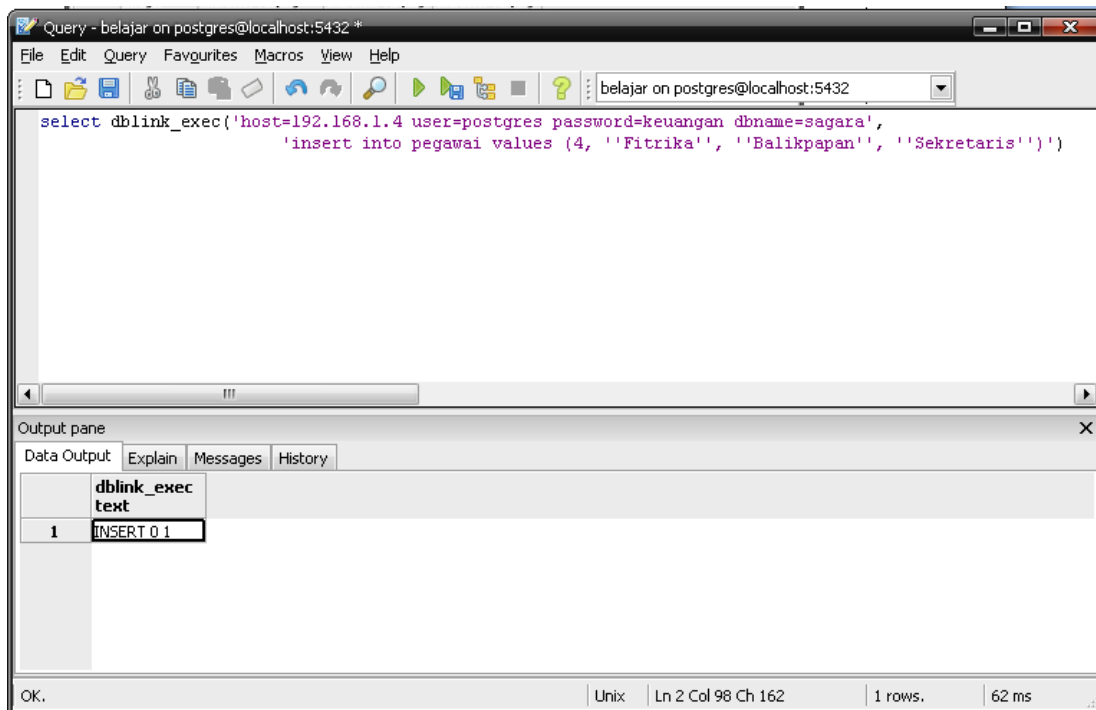 Query - belajar on postgres@localhost:5432 *
File Edit Query Favourites Macros View Help
belajar on postgres@localhost:5432
select dblink_exec('host=192.168.1.4 user=postgres password=keuangan dbname=sagara',
'insert into pegawai values (4, ''Fitrika'', ''Balikpapan'', ''Sekretaris'')')
Output pane
Data Output Explain Messages History
dblink_exec
text
1 INSERT 0 1
OK. Unix Ln 2 Col 98 Ch 162 1 rows. 62 ms